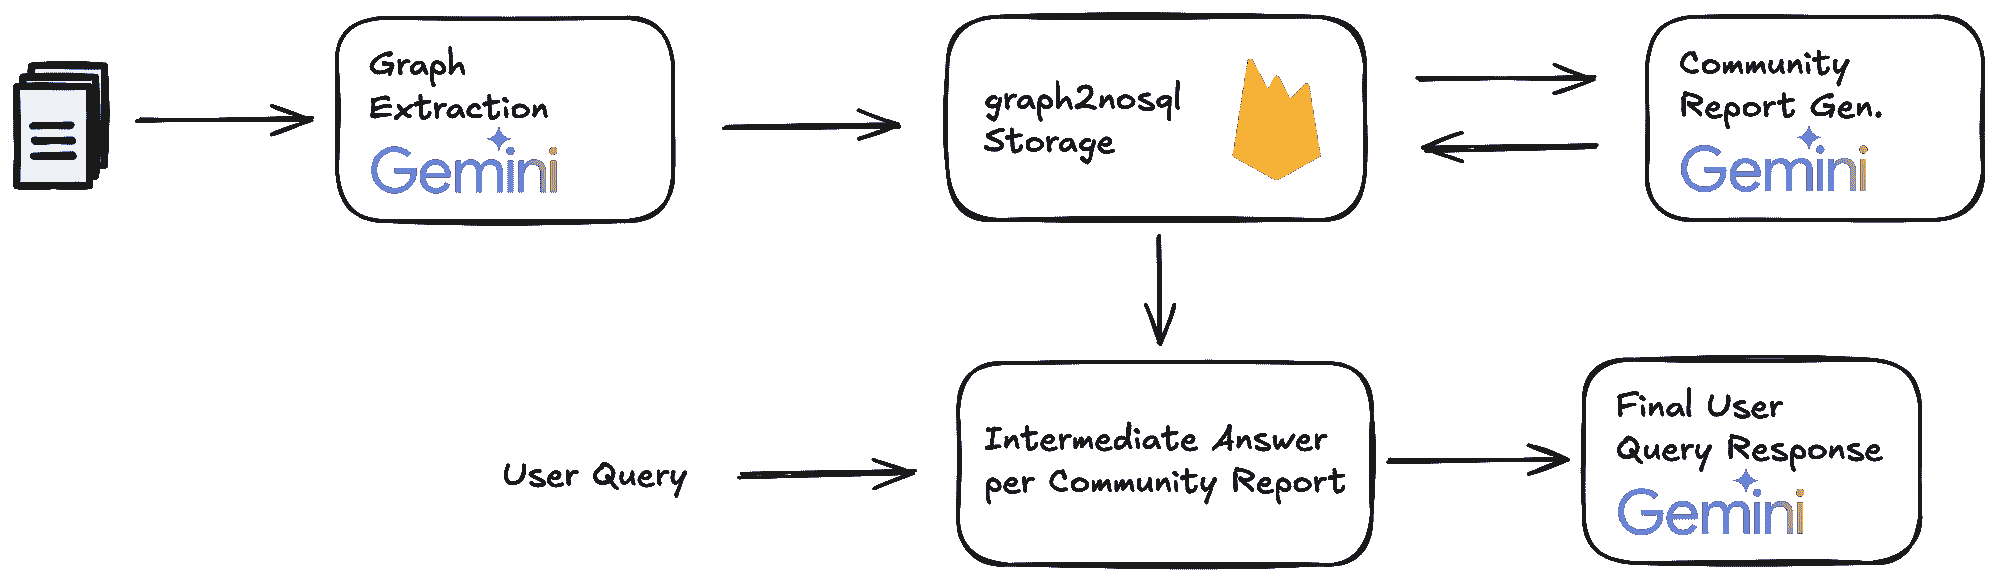 Graph
Extraction
Gemini
graph2nosql
Storage
Community
Report Gen.
Gemini
User Query
Intermediate Answer
per Community Report
Final User
Query Response
Gemini